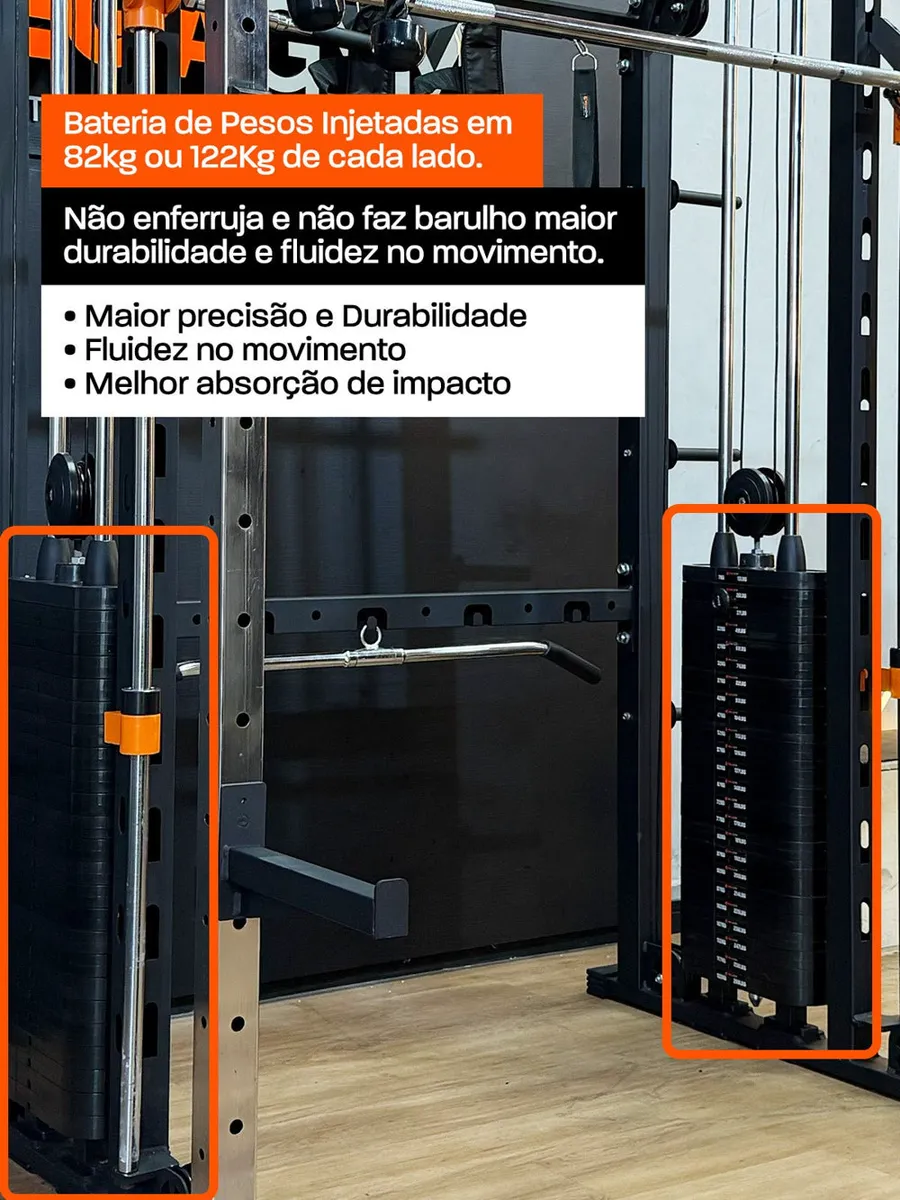 Bateria de Pesos Injetadas em
82kg ou 122Kg de cada lado.
Não enferruja e não faz barulho maior
durabilidade e fluidez no movimento.
• Maior precisão e Durabilidade
• Fluidez no movimento
• Melhor absorção de impacto